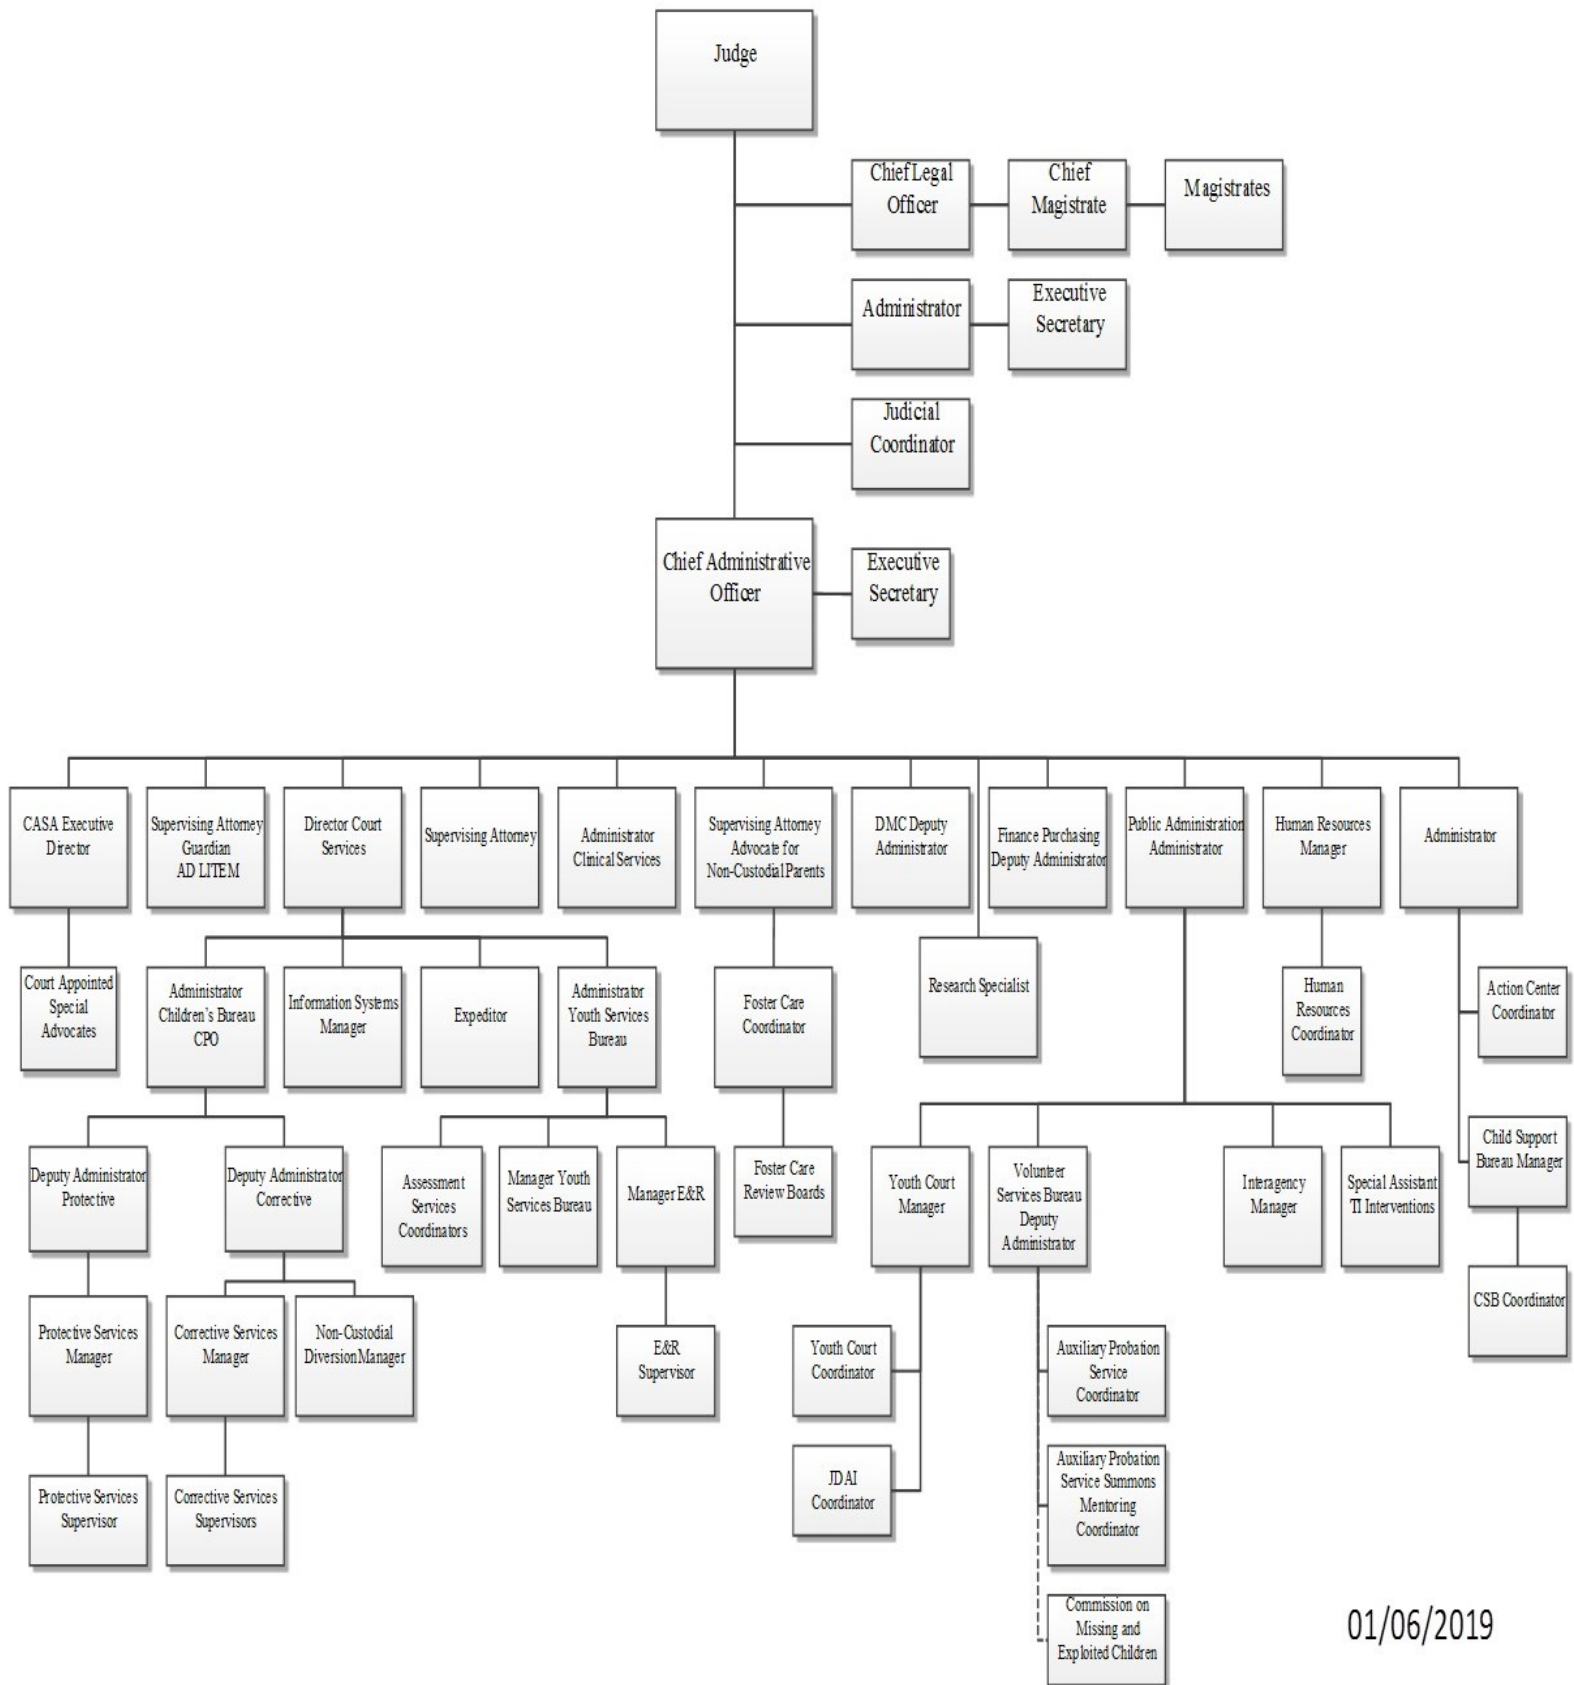 Judge
Chief Legal
Officer
Chief
Magistrate
Magistrates
Administrator
Executive
Secretary
Judicial
Coordinator
Chief Administrative
Officer
Executive
Secretary
CASA Executive
Director
Supervising Attorney
Guardian
AD LITEM
Director Court
Services
Supervising Attorney
Administrator
Clinical Services
Supervising Attorney
Advocate for
Non-Custodial Parents
DMC Deputy
Administrator
Finance Purchasing
Deputy Administrator
Public Administration
Administrator
Human Resources
Manager
Administrator
Court Appointed
Special
Advocates
Administrator
Children's Bureau
CPO
Information Systems
Manager
Expeditor
Administrator
Youth Services
Bureau
Foster Care
Coordinator
Research Specialist
Human
Resources
Coordinator
Action Center
Coordinator
Deputy Administrator
Protective
Deputy Administrator
Corrective
Assessment
Services
Coordinators
Manager Youth
Services Bureau
Manager E&R
Foster Care
Review Boards
Youth Court
Manager
Volunteer
Services Bureau
Deputy
Administrator
Interagency
Manager
Special Assistant
TI Interventions
Child Support
Bureau Manager
Protective Services
Manager
Corrective Services
Manager
Non-Custodial
Diversion Manager
E&R
Supervisor
Youth Court
Coordinator
Auxiliary Probation
Service
Coordinator
CSB Coordinator
Protective Services
Supervisor
Corrective Services
Supervisors
JDAI
Coordinator
Auxiliary Probation
Service Summons
Mentoring
Coordinator
Commission on
Missing and
Exploited Children
01/06/2019